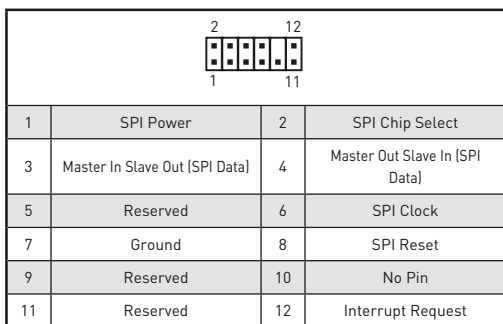 2 12
1 11
1 SPI Power 2 SPI Chip Select
3 Master In Slave Out (SPI Data) 4 Master Out Slave In (SPI
Data)
5 Reserved 6 SPI Clock
7 Ground 8 SPI Reset
9 Reserved 10 No Pin
11 Reserved 12 Interrupt Request